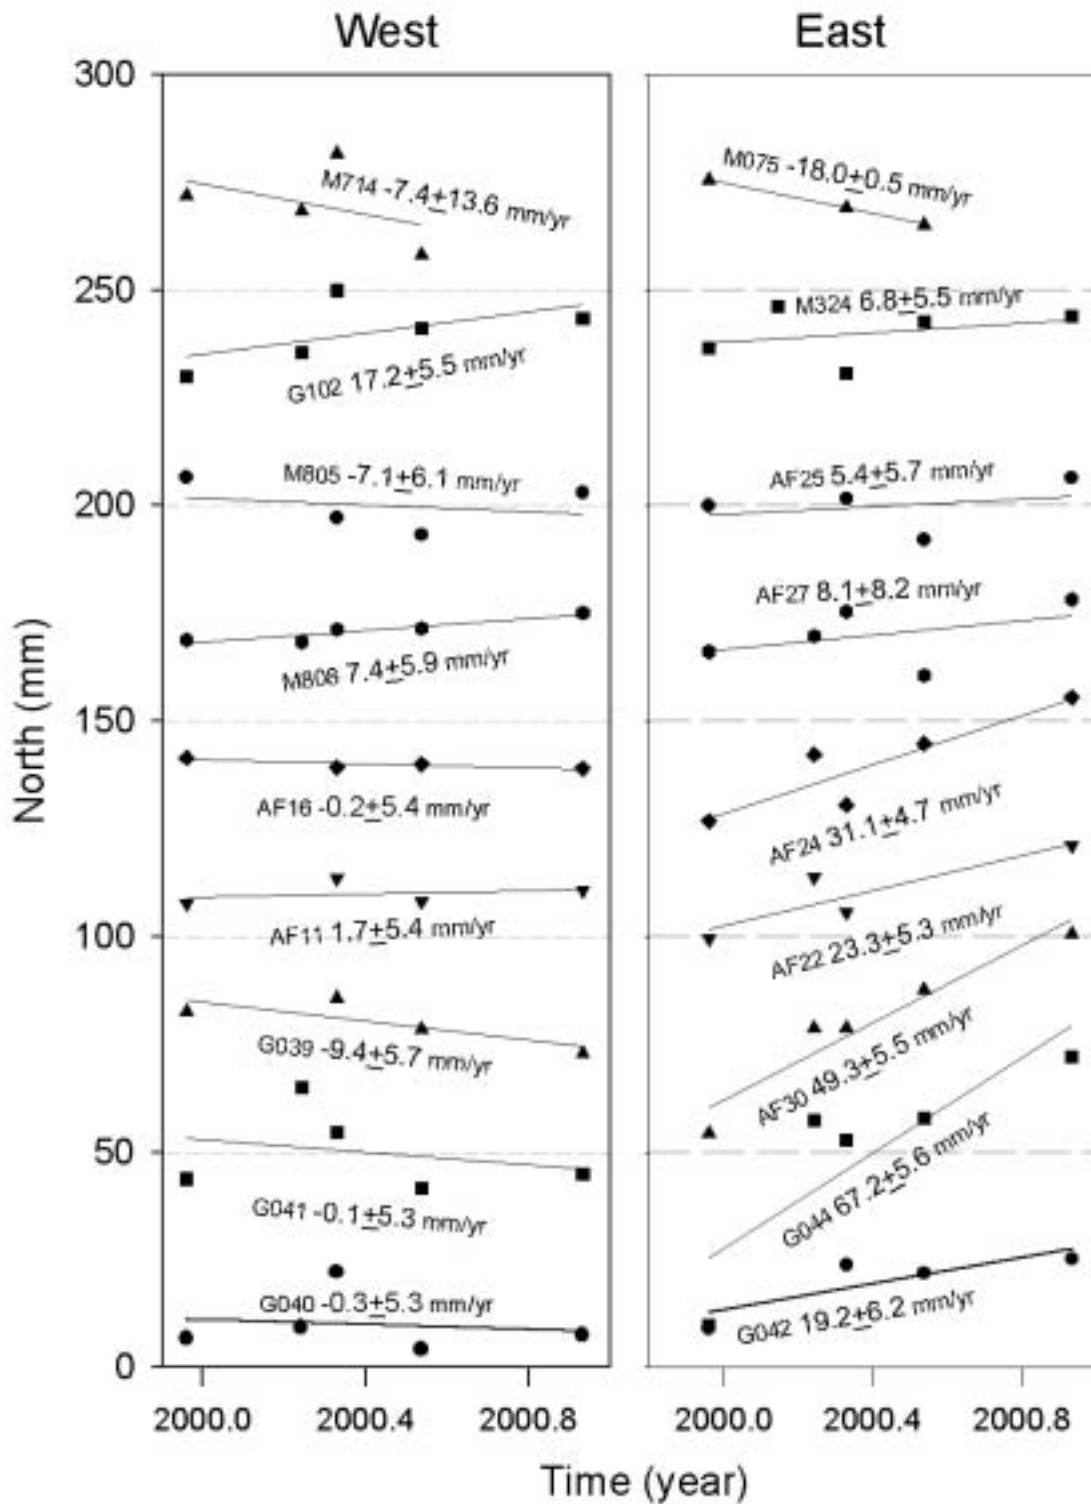 West East
300
250
200
150
100
50
0
North (mm)
M714 -7.4±13.6 mm/yr
G102 17.2±5.5 mm/yr
M805 -7.1±6.1 mm/yr
M808 7.4±5.9 mm/yr
AF16 -0.2±5.4 mm/yr
AF11 1.7±5.4 mm/yr
G039 -9.4±5.7 mm/yr
G041 -0.1±5.3 mm/yr
G040 -0.3±5.3 mm/yr
M075 -18.0±0.5 mm/yr
M324 6.8±5.5 mm/yr
AF25 5.4±5.7 mm/yr
AF27 8.1±8.2 mm/yr
AF24 31.1±4.7 mm/yr
AF22 23.3±5.3 mm/yr
AF30 49.3±5.5 mm/yr
G044 67.2±5.6 mm/yr
G042 19.2±6.2 mm/yr
2000.0 2000.4 2000.8 2000.0 2000.4 2000.8
Time (year)